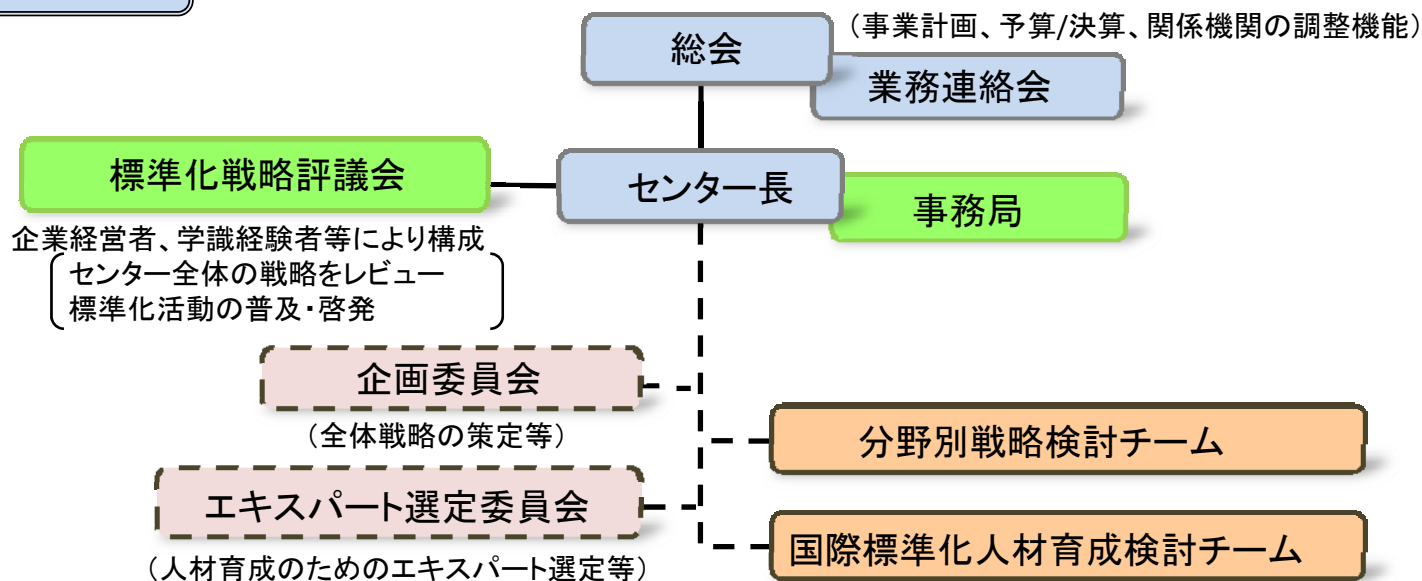 総会
（事業計画、予算/決算、関係機関の調整機能）
業務連絡会
標準化戦略評議会
センター長
事務局
企業経営者、学識経験者等により構成
センター全体の戦略をレビュー
標準化活動の普及・啓発
企画委員会
（全体戦略の策定等）
分野別戦略検討チーム
エキスパート選定委員会
（人材育成のためのエキスパート選定等）
国際標準化人材育成検討チーム